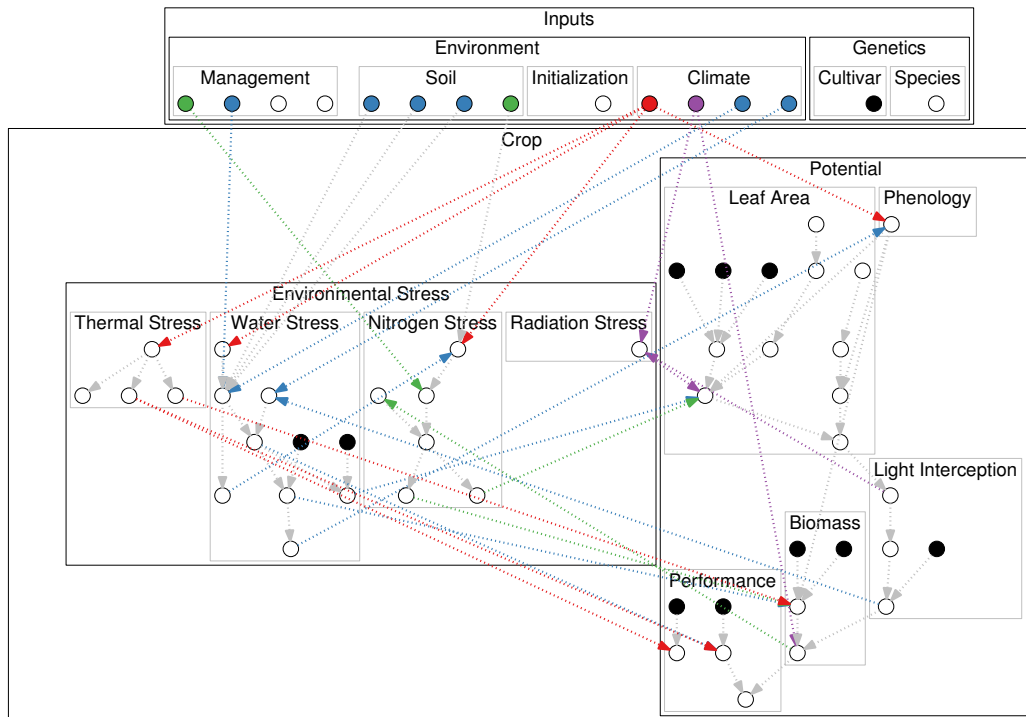 Inputs
Environment
Genetics
Management
Soil
Initialization
Climate
Cultivar
Species
Crop
Potential
Leaf Area
Phenology
Environmental Stress
Thermal Stress
Water Stress
Nitrogen Stress
Radiation Stress
Light Interception
Biomass
Performance